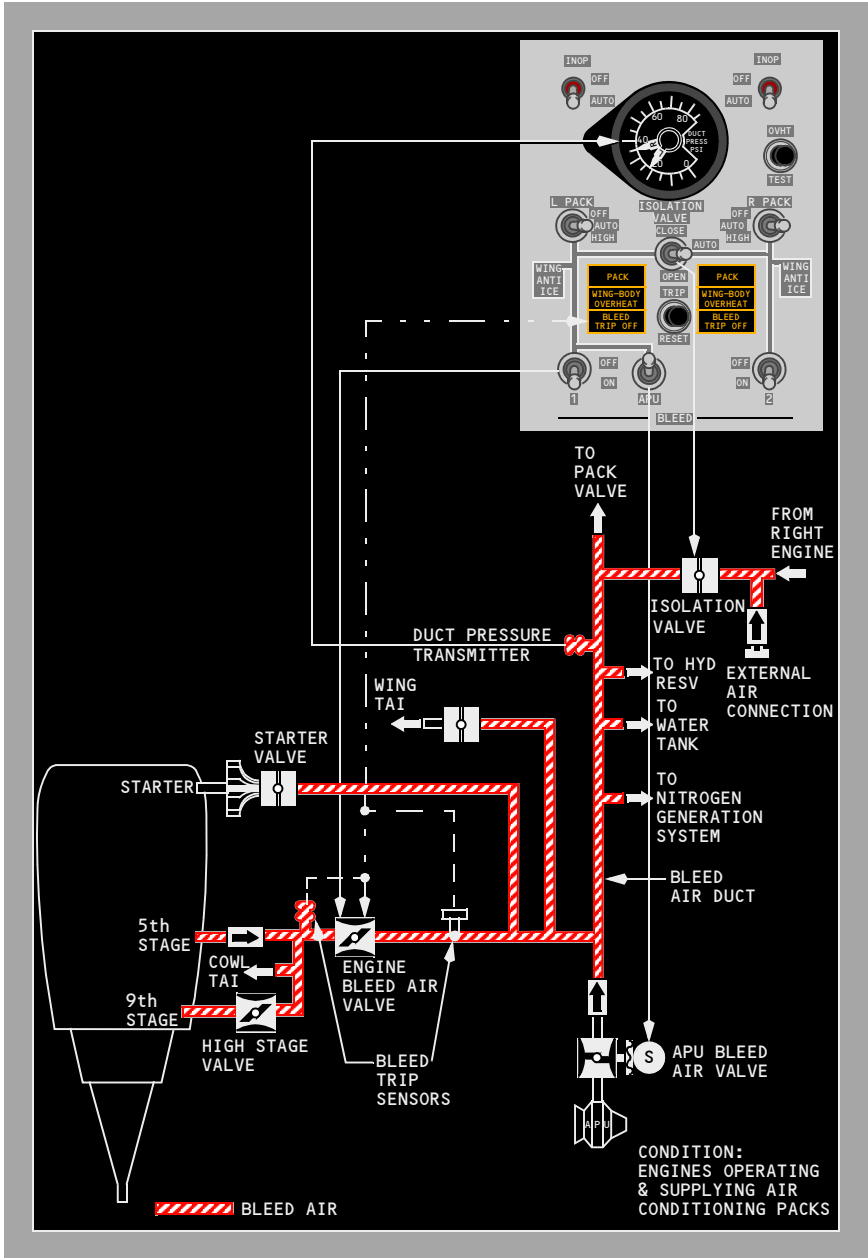 INOP
INOP
OFF
OFF
AUTO
AUTO
80
60
40
20
0
DUCT
PRESS
PSI
OVHT
TEST
L PACK
R PACK
ISOLATION
VALVE
OFF
AUTO
HIGH
OFF
AUTO
HIGH
CLOSE
AUTO
OPEN
WING
ANTI
ICE
WING
ANTI
ICE
PACK
WING-BODY
OVERHEAT
BLEED
TRIP OFF
TRIP
RESET
PACK
WING-BODY
OVERHEAT
BLEED
TRIP OFF
OFF
ON
OFF
ON
1
APU
2
BLEED
TO
PACK
VALVE
FROM
RIGHT
ENGINE
ISOLATION
VALVE
DUCT PRESSURE
TRANSMITTER
TO HYD
RESV
EXTERNAL
AIR
CONNECTION
WING
TAI
TO
WATER
TANK
STARTER
VALVE
STARTER
TO
NITROGEN
GENERATION
SYSTEM
BLEED
AIR DUCT
5th
STAGE
COWL
TAI
ENGINE
BLEED AIR
VALVE
9th
STAGE
HIGH STAGE
VALVE
BLEED
TRIP
SENSORS
S
APU BLEED
AIR VALVE
APU
CONDITION:
ENGINES OPERATING
& SUPPLYING AIR
CONDITIONING PACKS
BLEED AIR